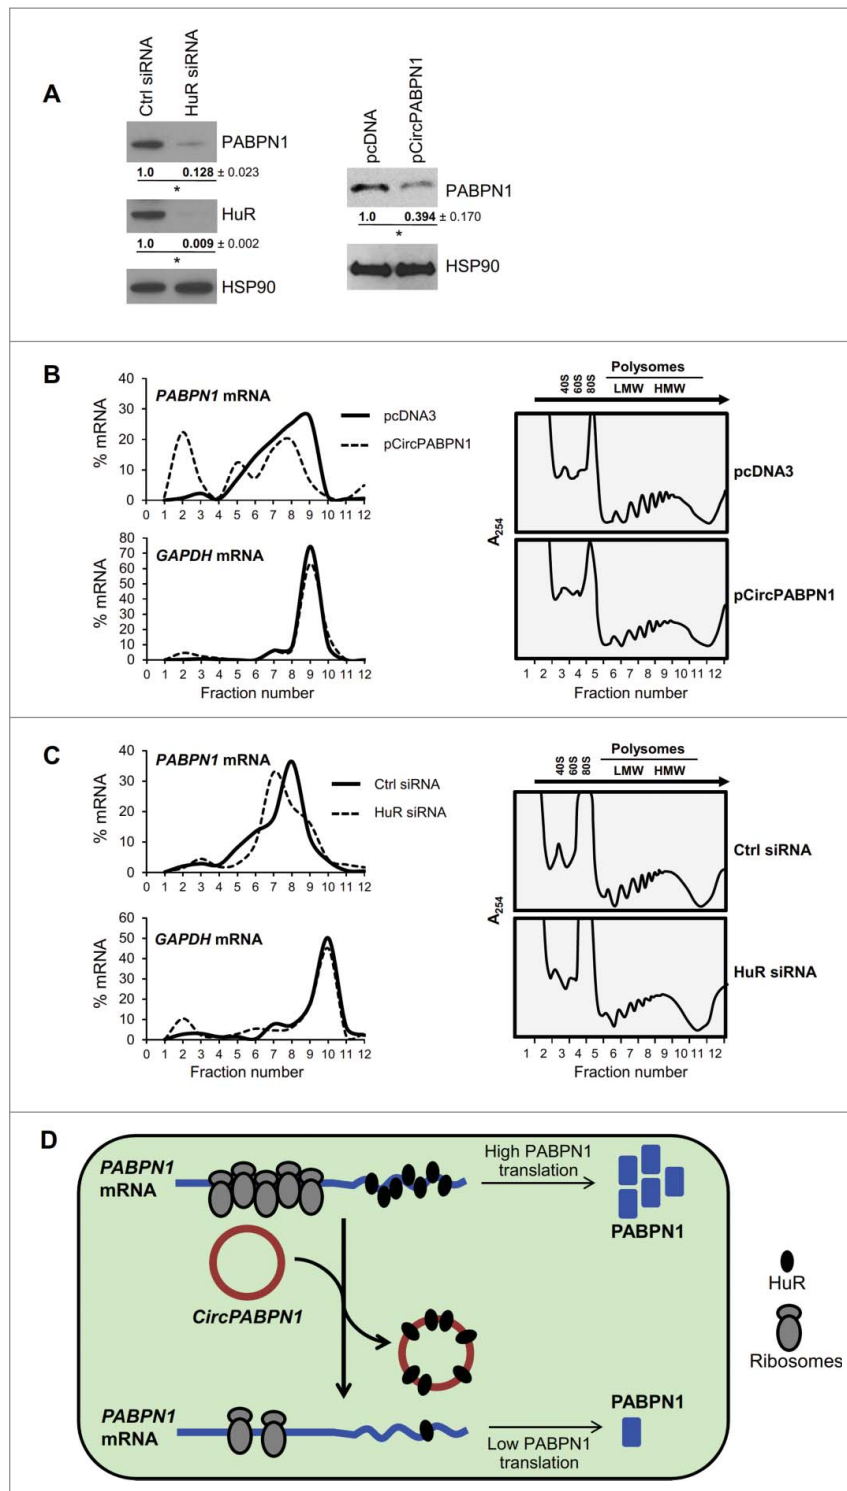 A
Ctrl siRNA
HuR siRNA
PABPN1
1.0 0.128 ± 0.023
*
HuR
1.0 0.009 ± 0.002
*
HSP90
pcDNA
pCircPABPN1
PABPN1
1.0 0.394 ± 0.170
*
HSP90
B
PABPN1 mRNA
% mRNA
40
30
20
10
0
0 1 2 3 4 5 6 7 8 9 10 11 12
pcDNA3
pCircPABPN1
GAPDH mRNA
% mRNA
80
70
60
50
40
30
20
10
0
0 1 2 3 4 5 6 7 8 9 10 11 12
Fraction number
Polysomes
40S 60S 80S LMW HMW
pcDNA3
A254
pCircPABPN1
1 2 3 4 5 6 7 8 9 10 11 12
Fraction number
C
PABPN1 mRNA
% mRNA
40
30
20
10
0
0 1 2 3 4 5 6 7 8 9 10 11 12
Ctrl siRNA
HuR siRNA
GAPDH mRNA
% mRNA
60
50
40
30
20
10
0
0 1 2 3 4 5 6 7 8 9 10 11 12
Fraction number
Polysomes
40S 60S 80S LMW HMW
Ctrl siRNA
A254
HuR siRNA
1 2 3 4 5 6 7 8 9 10 11 12
Fraction number
D
PABPN1
mRNA
High PABPN1
translation
PABPN1
CircPABPN1
HuR
Ribosomes
PABPN1
mRNA
Low PABPN1
translation
PABPN1